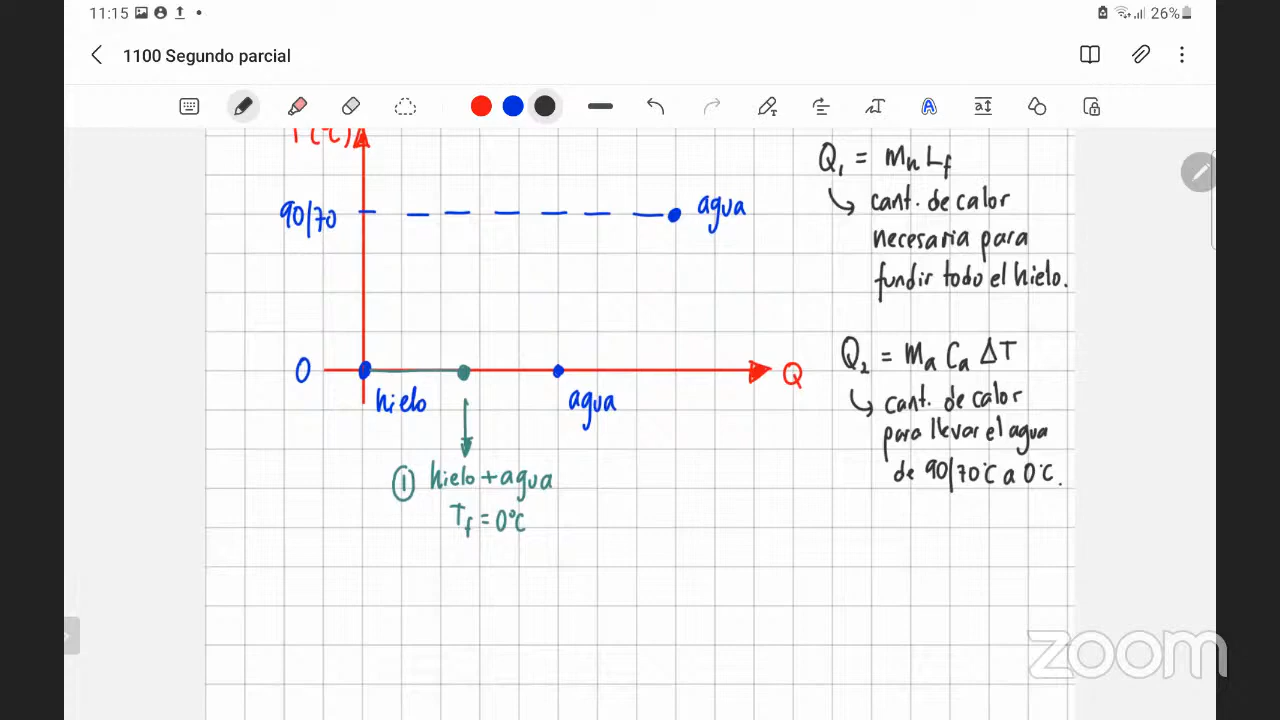 11:15
26%
1100 Segundo parcial
T(°C)
90/70
agua
0
hielo
agua
Q
① hielo + agua
Tf = 0°C
Q₁ = mh Lf
cant. de calor
necesaria para
fundir todo el hielo.
Q₂ = ma Ca ΔT
cant. de calor
para llevar el agua
de 90/70°C a 0°C.
zoom